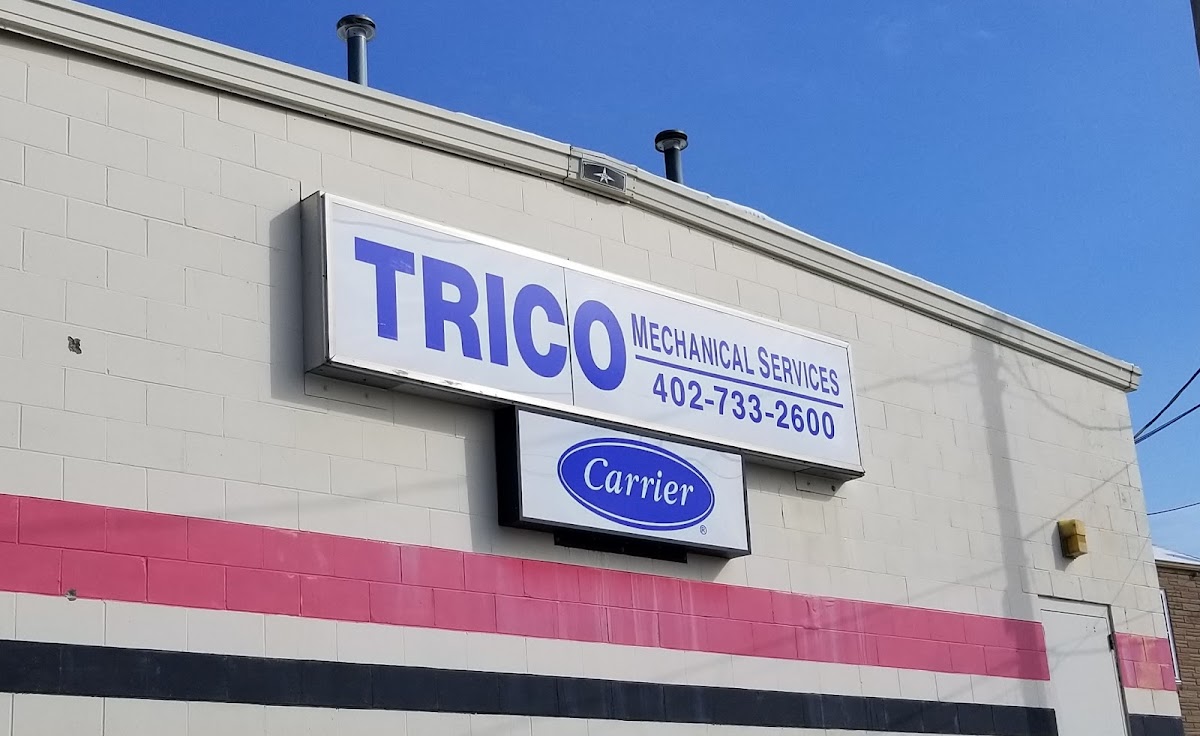 TRICO
MECHANICAL SERVICES
402-733-2600
Carrier
®